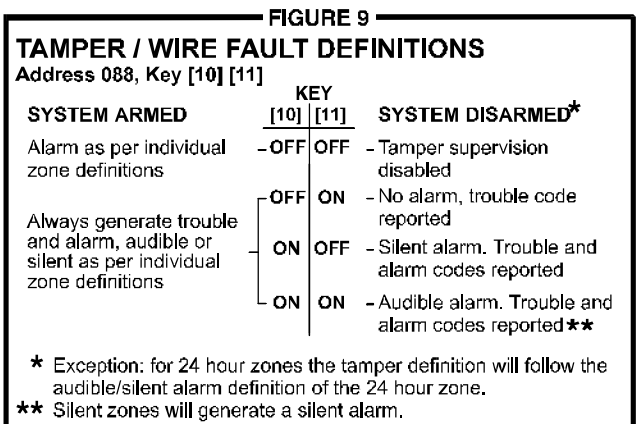 FIGURE 9
TAMPER / WIRE FAULT DEFINITIONS
Address 088, Key [10] [11]
KEY
SYSTEM ARMED [10] [11] SYSTEM DISARMED*
Alarm as per individual
zone definitions
- OFF OFF - Tamper supervision
disabled
Always generate trouble
and alarm, audible or
silent as per individual
zone definitions
OFF ON - No alarm, trouble code
reported
ON OFF - Silent alarm. Trouble and
alarm codes reported
ON ON - Audible alarm. Trouble and
alarm codes reported**
* Exception: for 24 hour zones the tamper definition will follow the
audible/silent alarm definition of the 24 hour zone.
** Silent zones will generate a silent alarm.